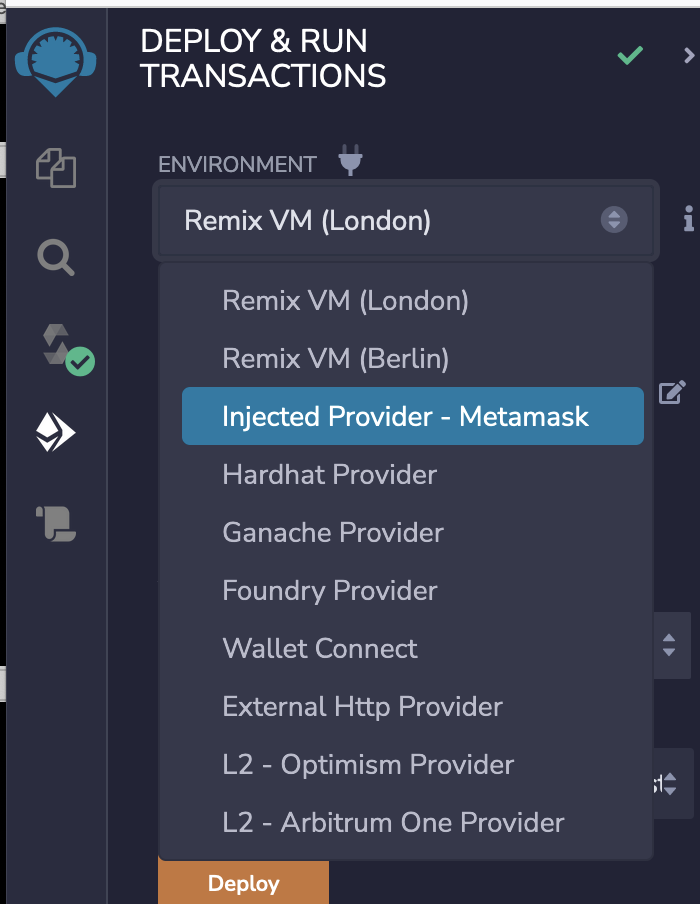 DEPLOY & RUN
TRANSACTIONS
ENVIRONMENT
Remix VM (London)
Remix VM (London)
Remix VM (Berlin)
Injected Provider - Metamask
Hardhat Provider
Ganache Provider
Foundry Provider
Wallet Connect
External Http Provider
L2 - Optimism Provider
L2 - Arbitrum One Provider
Deploy